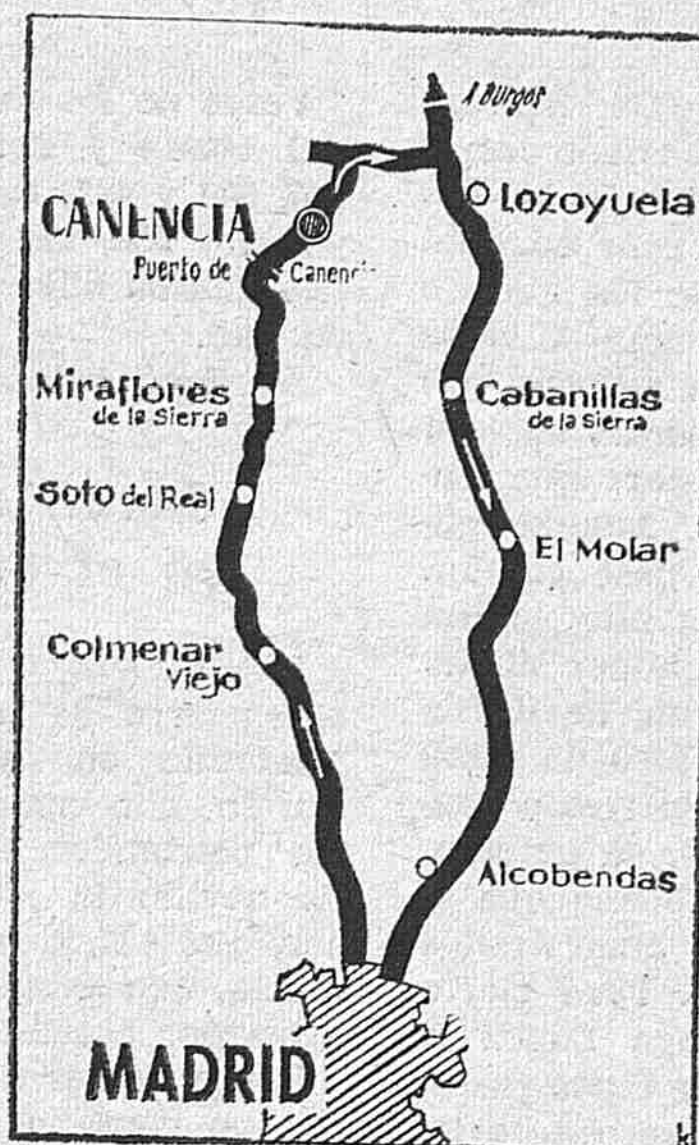 A Burgos
Lozoyuela
CANENCIA
Puerto de
Miraflores
de la Sierra
Cabanillas
de la Sierra
Soto del Real
El Molar
Colmenar
Viejo
Alcobendas
MADRID